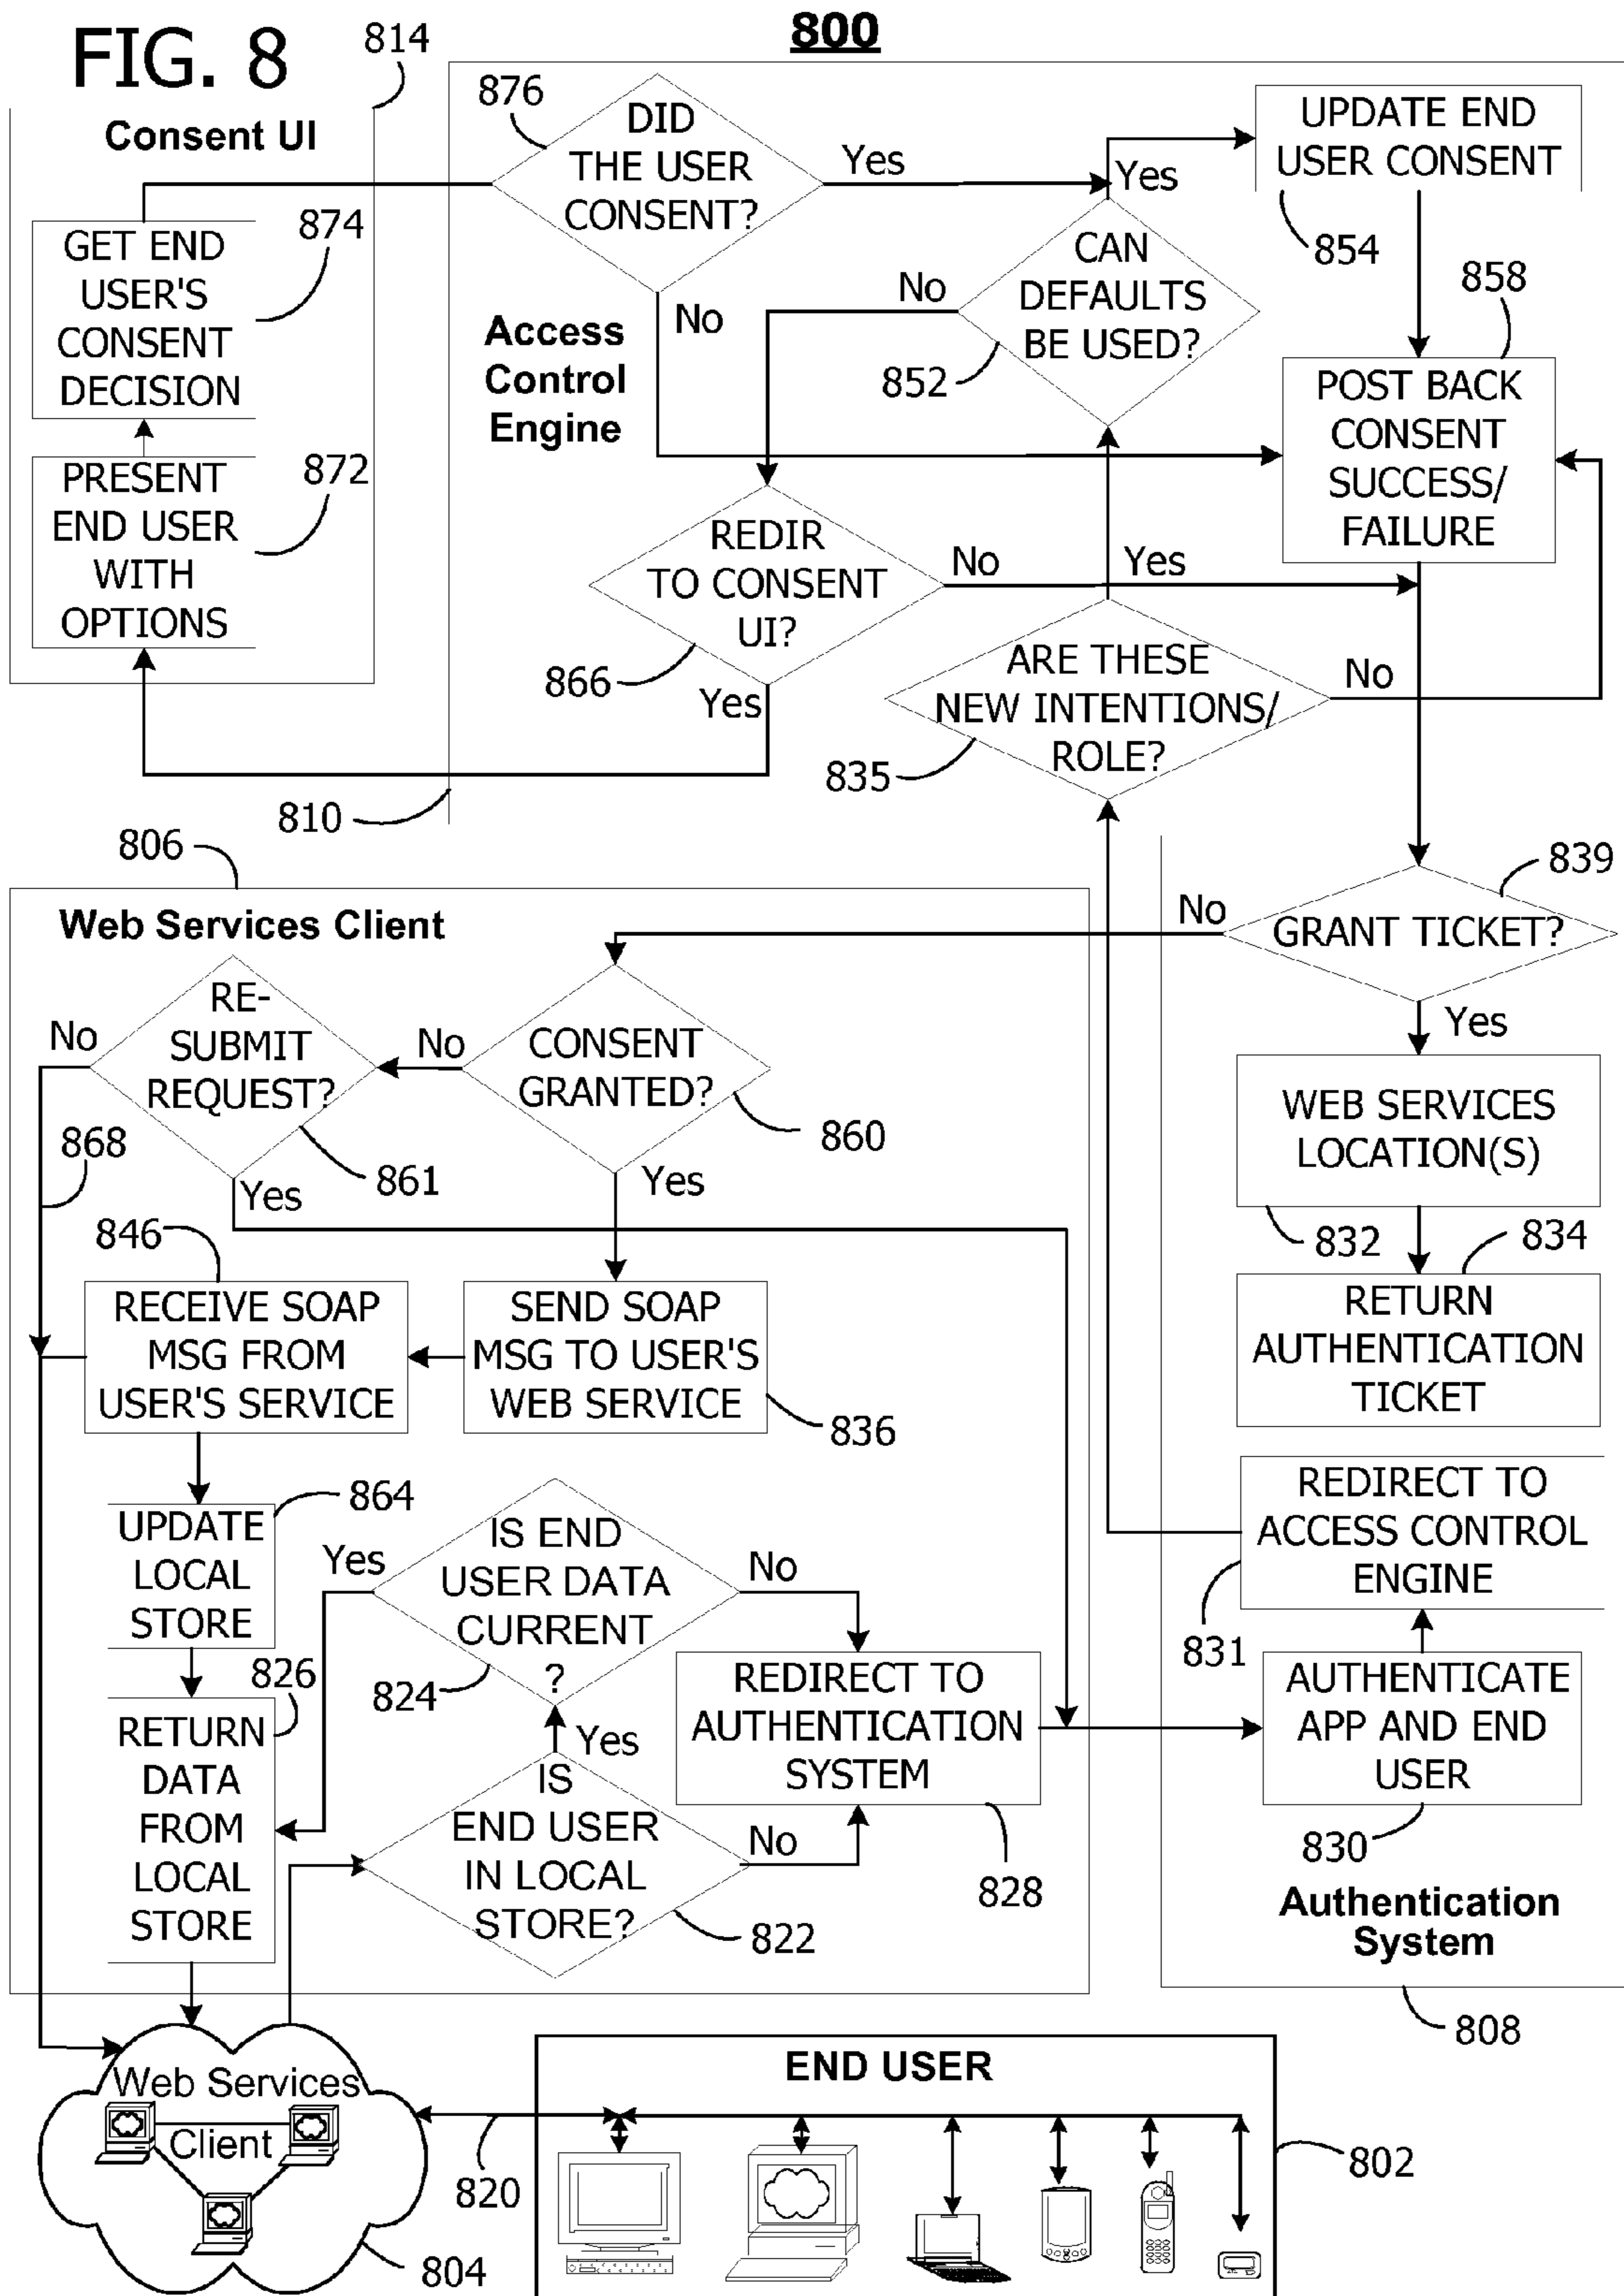 800
FIG. 8
814
Consent UI
GET END
USER'S
CONSENT
DECISION
874
PRESENT
END USER
WITH
OPTIONS
872
876
DID
THE USER
CONSENT?
Yes
No
Access
Control
Engine
Yes
CAN
DEFAULTS
BE USED?
No
852
UPDATE END
USER CONSENT
854
858
POST BACK
CONSENT
SUCCESS/
FAILURE
REDIR
TO CONSENT
UI?
No
866
Yes
Yes
ARE THESE
NEW INTENTIONS/
ROLE?
No
835
810
806
Web Services Client
839
No
GRANT TICKET?
Yes
RE-
SUBMIT
REQUEST?
No
No
CONSENT
GRANTED?
860
868
861
Yes
Yes
WEB SERVICES
LOCATION(S)
832
834
RETURN
AUTHENTICATION
TICKET
846
RECEIVE SOAP
MSG FROM
USER'S SERVICE
SEND SOAP
MSG TO USER'S
WEB SERVICE
836
864
UPDATE
LOCAL
STORE
Yes
IS END
USER DATA
CURRENT
?
No
824
REDIRECT TO
ACCESS CONTROL
ENGINE
831
826
RETURN
DATA
FROM
LOCAL
STORE
Yes
IS
END USER
IN LOCAL
STORE?
No
822
REDIRECT TO
AUTHENTICATION
SYSTEM
828
AUTHENTICATE
APP AND END
USER
830
Authentication
System
808
Web Services
Client
804
820
END USER
802